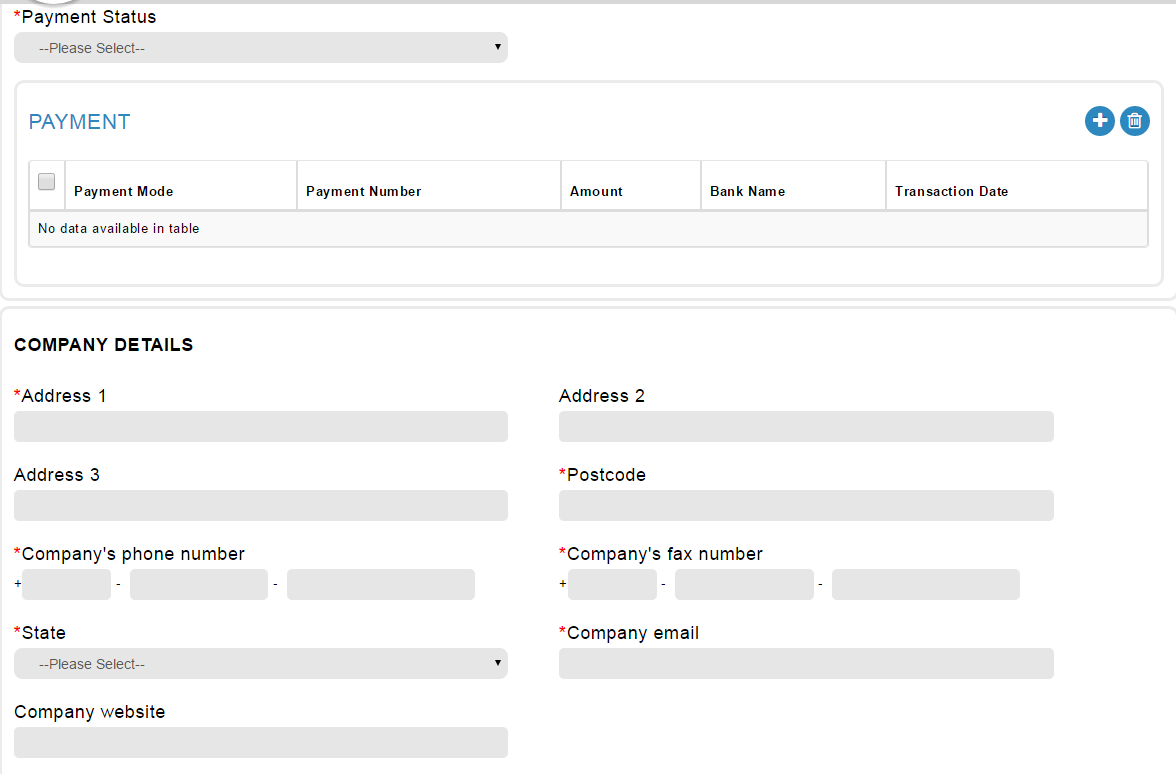 *Payment Status
--Please Select--
PAYMENT
Payment Mode Payment Number Amount Bank Name Transaction Date
No data available in table
COMPANY DETAILS
*Address 1 Address 2
Address 3 *Postcode
*Company's phone number *Company's fax number
+ - - + - -
*State *Company email
--Please Select--
Company website